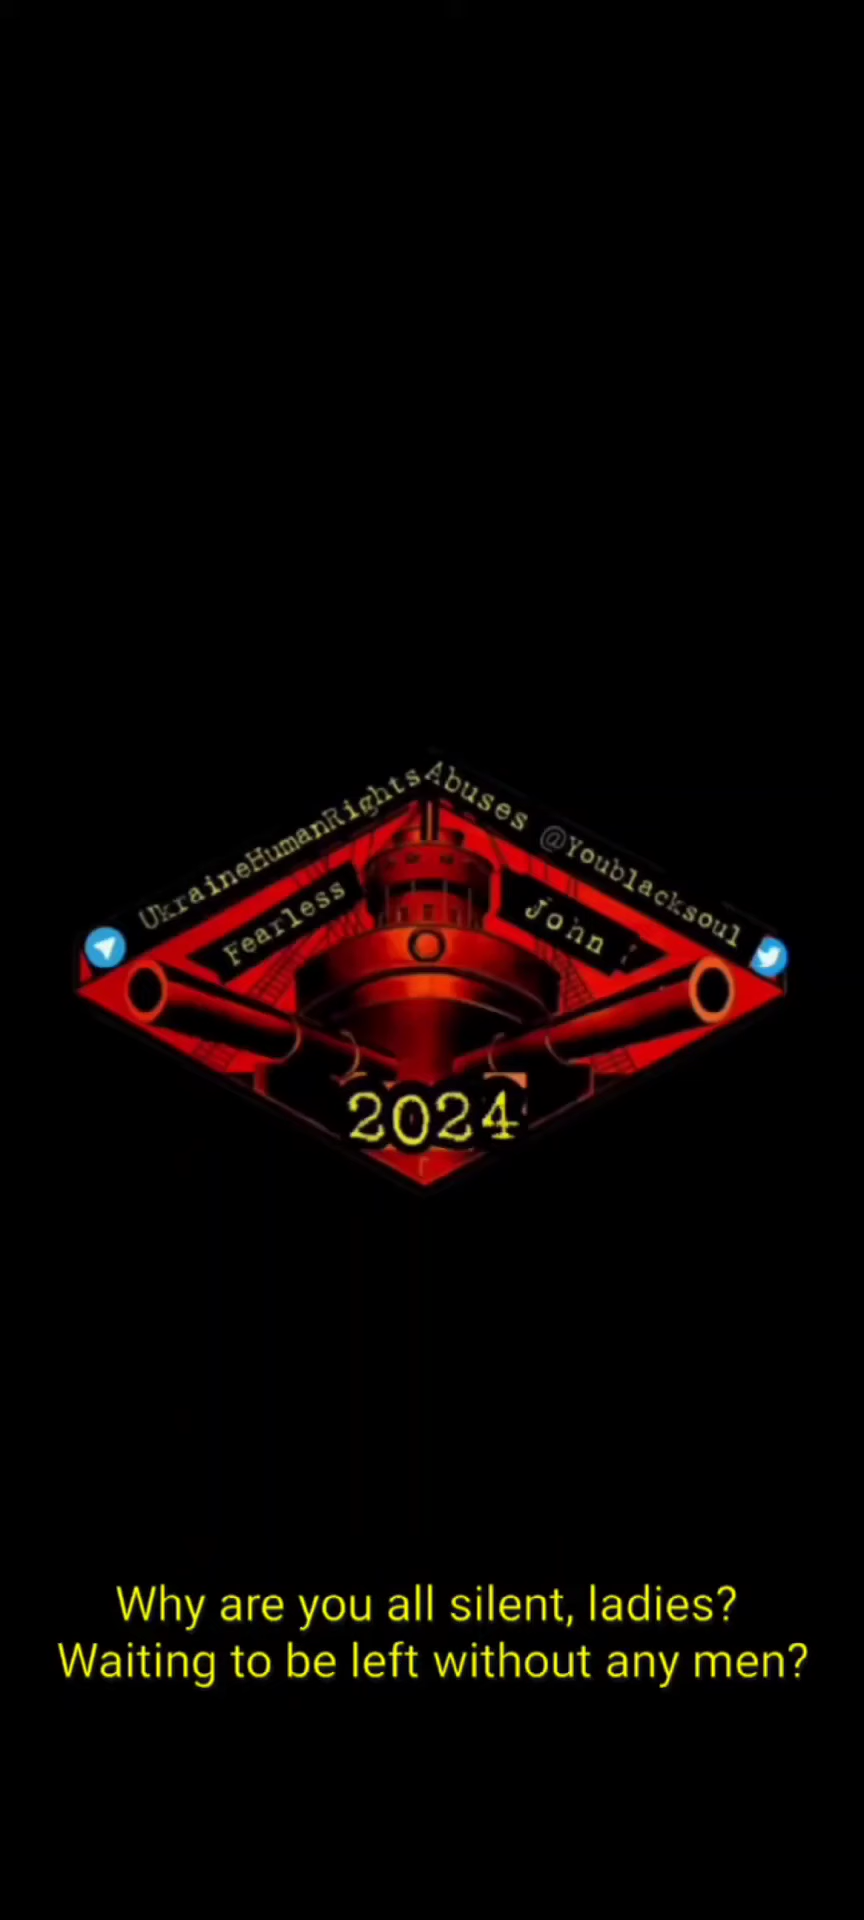 UkraineHumanRightsAbuses @Youblacksoul
Fearless John
2024
Why are you all silent, ladies?
Waiting to be left without any men?